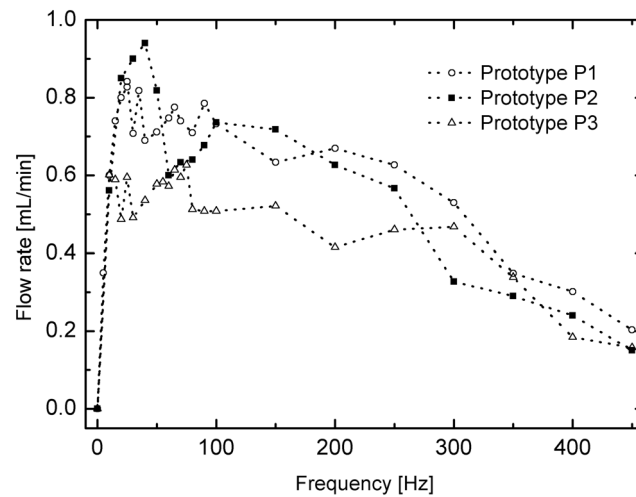 1.0
0.8
0.6
0.4
0.2
0.0
Flow rate [mL/min]
Prototype P1
Prototype P2
Prototype P3
0 100 200 300 400
Frequency [Hz]